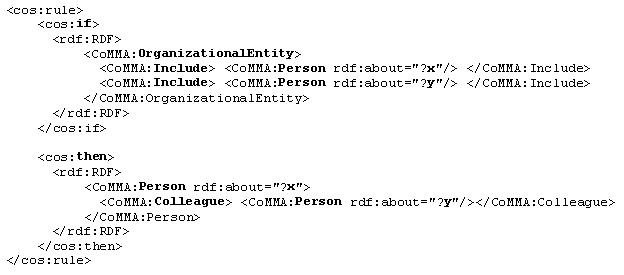 <cos:rule>
<cos:if>
<rdf:RDF>
<CoMMA:OrganizationalEntity>
<CoMMA:Include> <CoMMA:Person rdf:about="?x"/> </CoMMA:Include>
<CoMMA:Include> <CoMMA:Person rdf:about="?y"/> </CoMMA:Include>
</CoMMA:OrganizationalEntity>
</rdf:RDF>
</cos:if>
<cos:then>
<rdf:RDF>
<CoMMA:Person rdf:about="?x">
<CoMMA:Colleague> <CoMMA:Person rdf:about="?y"/></CoMMA:Colleague>
</CoMMA:Person>
</rdf:RDF>
</cos:then>
</cos:rule>